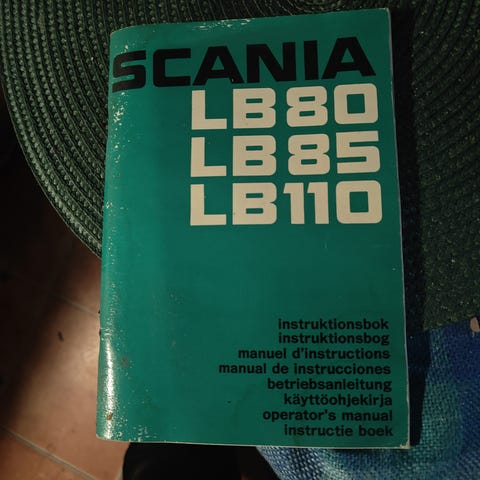 SCANIA
LB80
LB85
LB110
instruktionsbok
instruktionsbog
manuel d'instructions
manual de instrucciones
betriebsanleitung
käyttöohjekirja
operator's manual
instructie boek